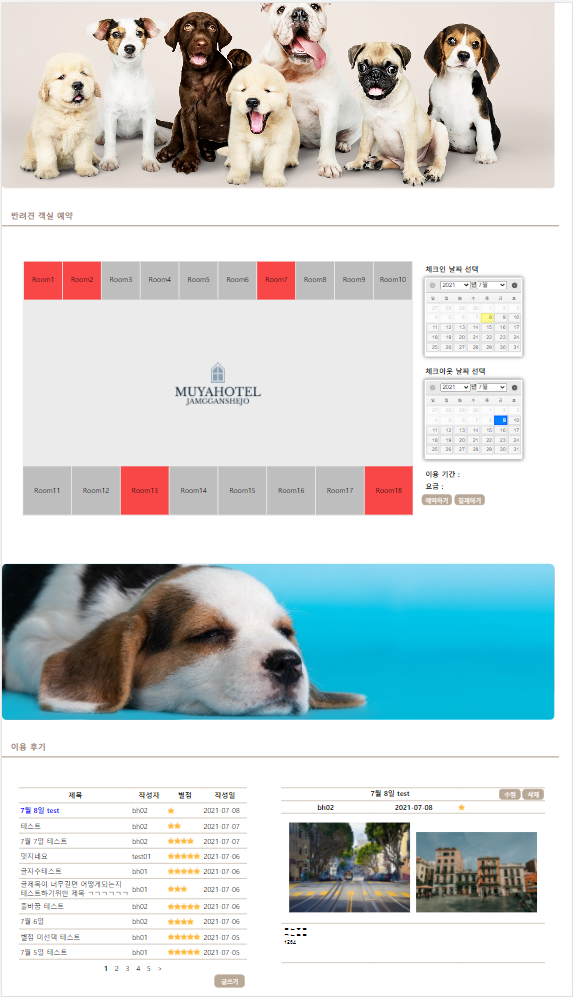 반려견 객실 예약
Room1 Room2 Room3 Room4 Room5 Room6 Room7 Room8 Room9 Room10
MUYAHOTEL
JAMGGANSHEJO
Room11 Room12 Room13 Room14 Room15 Room16 Room17 Room18
체크인 날짜 선택
2021 년 7월
일 월 화 수 목 금 토
27 28 29 30 1 2 3
4 5 6 7 8 9 10
11 12 13 14 15 16 17
18 19 20 21 22 23 24
25 26 27 28 29 30 31
체크아웃 날짜 선택
2021 년 7월
일 월 화 수 목 금 토
27 28 29 30 1 2 3
4 5 6 7 8 9 10
11 12 13 14 15 16 17
18 19 20 21 22 23 24
25 26 27 28 29 30 31
이용 기간 :
요금 :
예약하기 결제하기
이용 후기
제목 작성자 별점 작성일
7월 8일 test bh02 2021-07-08
테스트 bh02 2021-07-07
7월 7일 테스트 bh02 2021-07-07
맛지네요 test01 2021-07-06
글지수테스트 bh01 2021-07-06
글제목이 너무길면 어떻게되는지
테스트하기위한 제목 ㄱㄱㄱㄱㄱㄱ bh01 2021-07-06
줄바꿈 테스트 bh02 2021-07-06
7월 6일 bh02 2021-07-06
별점 미선택 테스트 bh01 2021-07-05
7월 5일 테스트 bh01 2021-07-05
1 2 3 4 5 >
글쓰기
7월 8일 test 수정 삭제
bh02 2021-07-08
1234